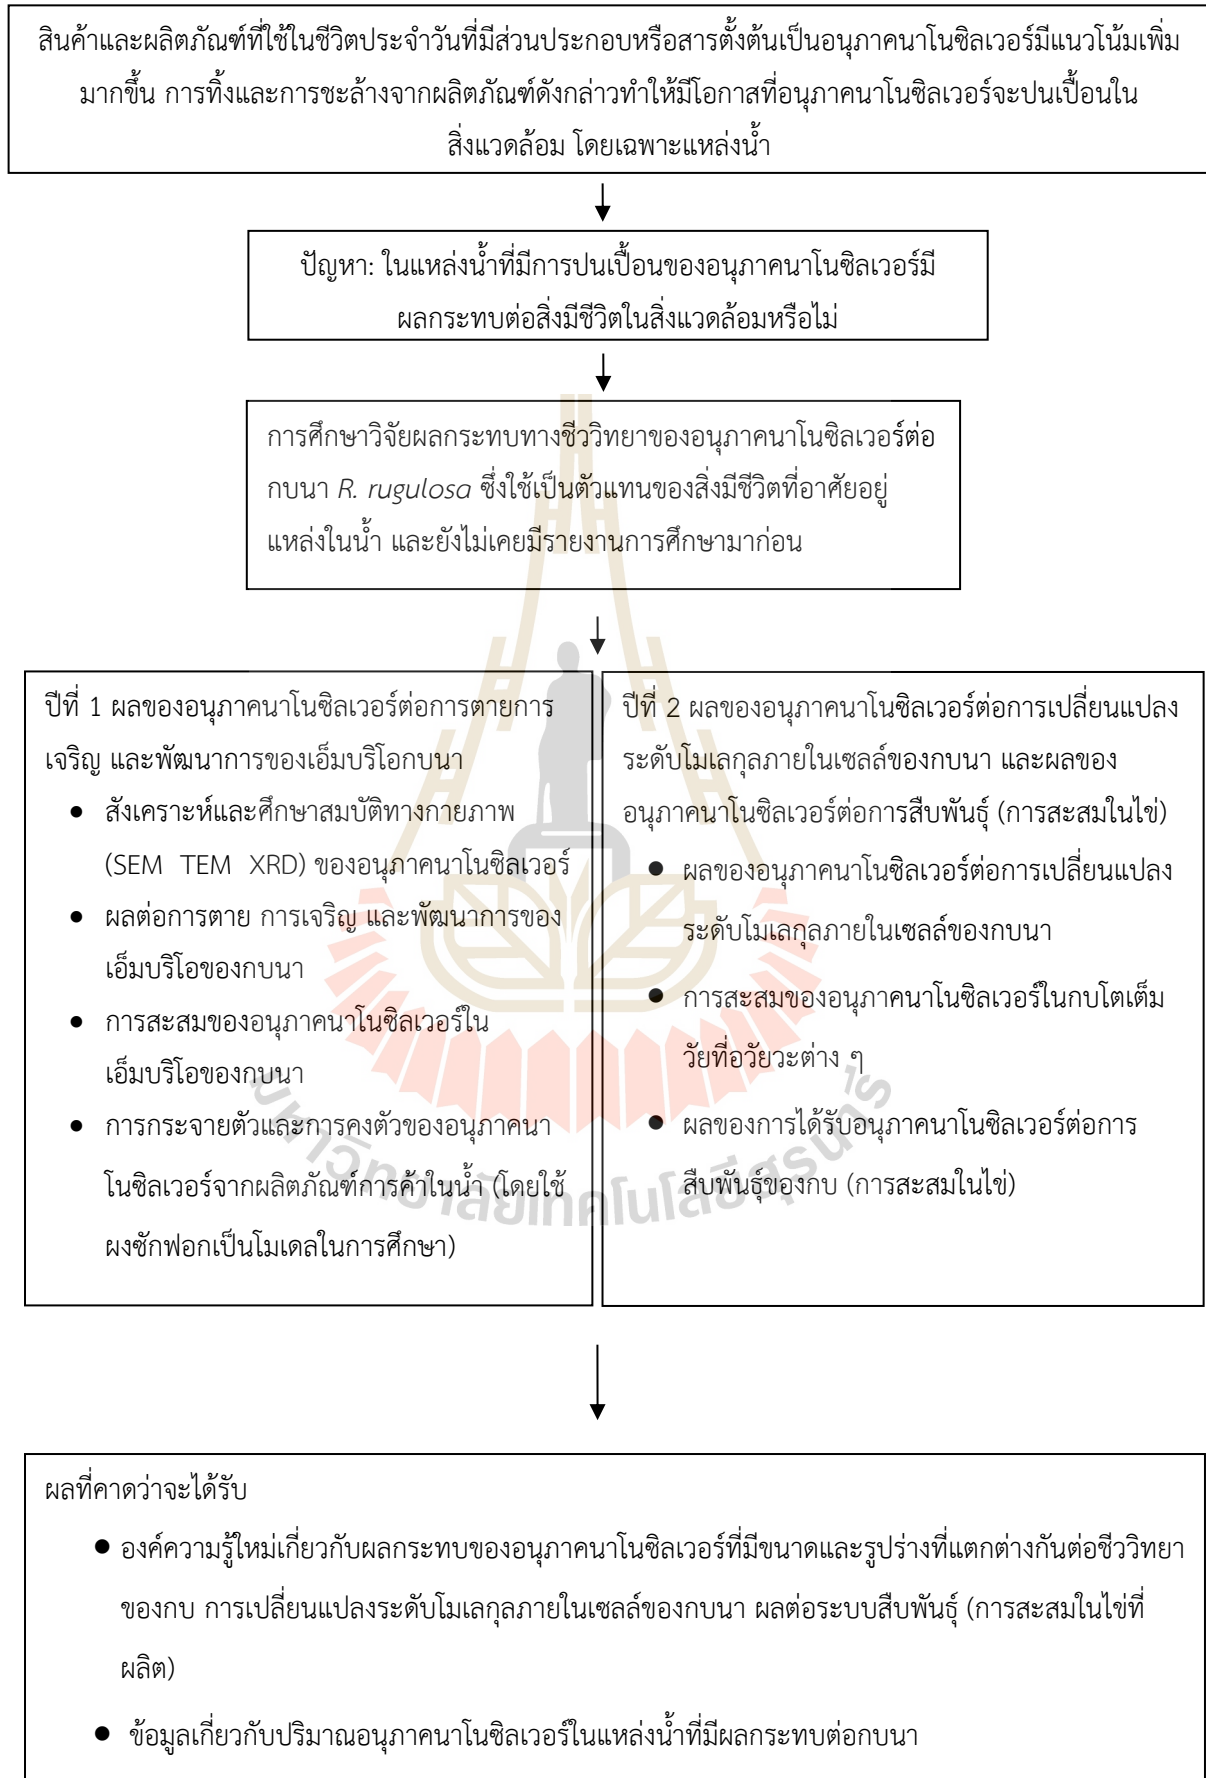 สินค้าและผลิตภัณฑ์ที่ใช้ในชีวิตประจำวันที่มีส่วนประกอบหรือสารตั้งต้นเป็นอนุภาคนาโนซิลเวอร์มีแนวโน้มเพิ่ม
มากขึ้น การทิ้งและการชะล้างจากผลิตภัณฑ์ดังกล่าวทำให้มีโอกาสที่อนุภาคนาโนซิลเวอร์จะปนเปื้อนใน
สิ่งแวดล้อม โดยเฉพาะแหล่งน้ำ
ปัญหา: ในแหล่งน้ำที่มีการปนเปื้อนของอนุภาคนาโนซิลเวอร์มี
ผลกระทบต่อสิ่งมีชีวิตในสิ่งแวดล้อมหรือไม่
การศึกษาวิจัยผลกระทบทางชีววิทยาของอนุภาคนาโนซิลเวอร์ต่อ
กบนา R. rugulosa ซึ่งใช้เป็นตัวแทนของสิ่งมีชีวิตที่อาศัยอยู่
แหล่งในน้ำ และยังไม่เคยมีรายงานการศึกษามาก่อน
ปีที่ 1 ผลของอนุภาคนาโนซิลเวอร์ต่อการตายการ
เจริญ และพัฒนาการของเอ็มบริโอกบนา
• สังเคราะห์และศึกษาสมบัติทางกายภาพ
(SEM TEM XRD) ของอนุภาคนาโนซิลเวอร์
• ผลต่อการตาย การเจริญ และพัฒนาการของ
เอ็มบริโอของกบนา
• การสะสมของอนุภาคนาโนซิลเวอร์ใน
เอ็มบริโอของกบนา
• การกระจายตัวและการคงตัวของอนุภาคนา
โนซิลเวอร์จากผลิตภัณฑ์การค้าในน้ำ (โดยใช้
ผงซักฟอกเป็นโมเดลในการศึกษา)
ปีที่ 2 ผลของอนุภาคนาโนซิลเวอร์ต่อการเปลี่ยนแปลง
ระดับโมเลกุลภายในเซลล์ของกบนา และผลของ
อนุภาคนาโนซิลเวอร์ต่อการสืบพันธุ์ (การสะสมในไข่)
• ผลของอนุภาคนาโนซิลเวอร์ต่อการเปลี่ยนแปลง
ระดับโมเลกุลภายในเซลล์ของกบนา
• การสะสมของอนุภาคนาโนซิลเวอร์ในกบโตเต็ม
วัยที่อวัยวะต่าง ๆ
• ผลของการได้รับอนุภาคนาโนซิลเวอร์ต่อการ
สืบพันธุ์ของกบ (การสะสมในไข่)
มหาวิทยาลัยเทคโนโลยีสุรนารี
ผลที่คาดว่าจะได้รับ
• องค์ความรู้ใหม่เกี่ยวกับผลกระทบของอนุภาคนาโนซิลเวอร์ที่มีขนาดและรูปร่างที่แตกต่างกันต่อชีววิทยา
ของกบ การเปลี่ยนแปลงระดับโมเลกุลภายในเซลล์ของกบนา ผลต่อระบบสืบพันธุ์ (การสะสมในไข่ที่
ผลิต)
• ข้อมูลเกี่ยวกับปริมาณอนุภาคนาโนซิลเวอร์ในแหล่งน้ำที่มีผลกระทบต่อกบนา